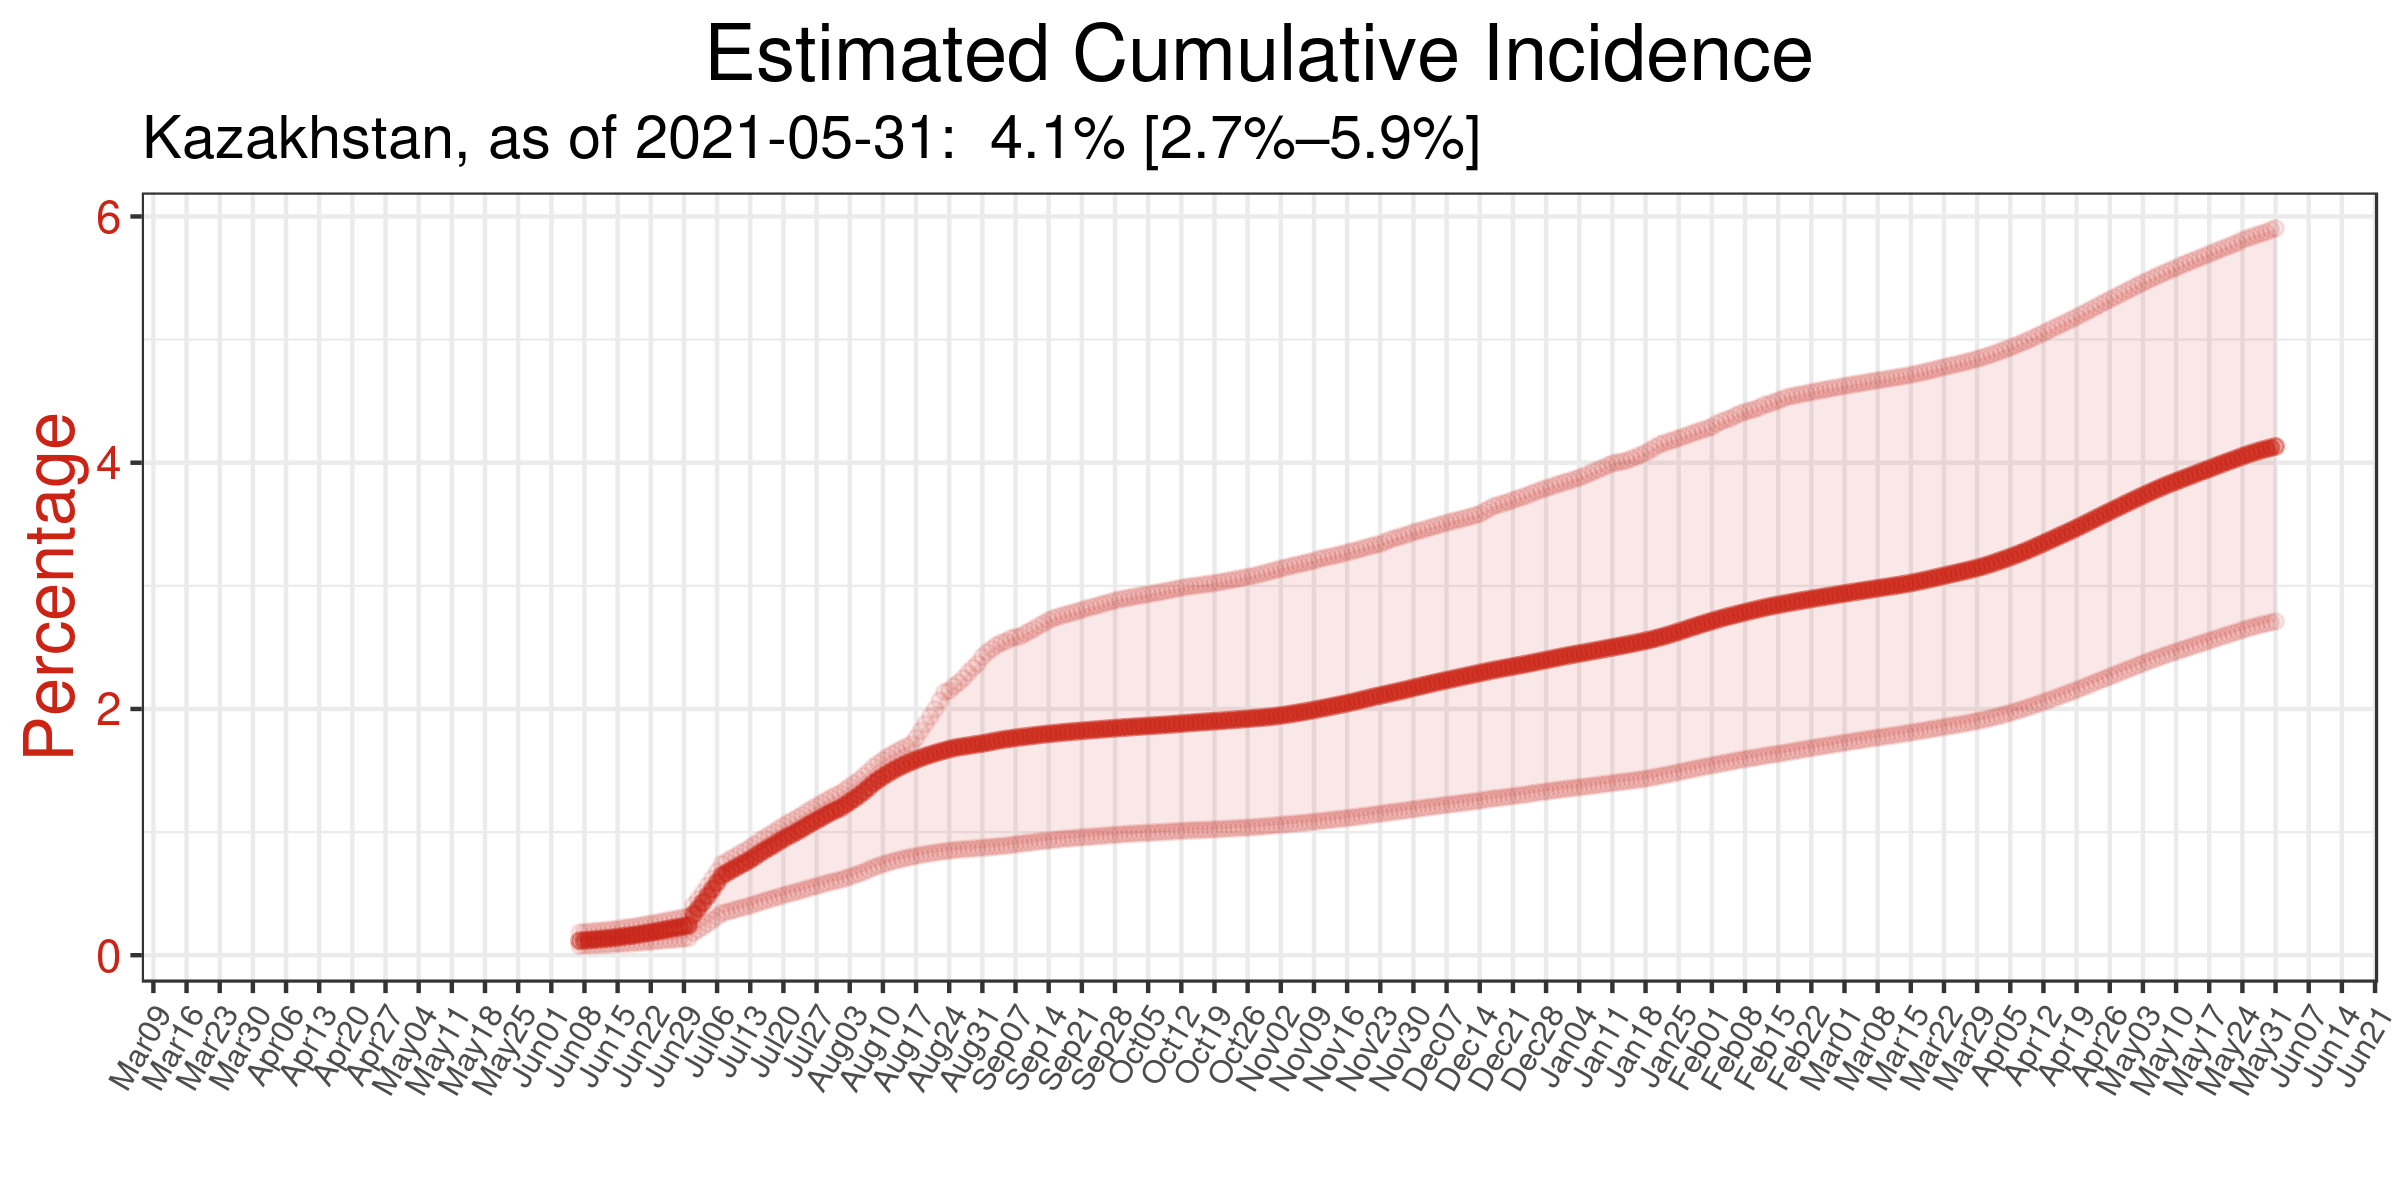 Estimated Cumulative Incidence
Kazakhstan, as of 2021-05-31:  4.1% [2.7%–5.9%]
Percentage
6
4
2
0
Mar09
Mar16
Mar23
Mar30
Apr06
Apr13
Apr20
Apr27
May04
May11
May18
May25
Jun01
Jun08
Jun15
Jun22
Jun29
Jul06
Jul13
Jul20
Jul27
Aug03
Aug10
Aug17
Aug24
Aug31
Sep07
Sep14
Sep21
Sep28
Oct05
Oct12
Oct19
Oct26
Nov02
Nov09
Nov16
Nov23
Nov30
Dec07
Dec14
Dec21
Dec28
Jan04
Jan11
Jan18
Jan25
Feb01
Feb08
Feb15
Feb22
Mar01
Mar08
Mar15
Mar22
Mar29
Apr05
Apr12
Apr19
Apr26
May03
May10
May17
May24
May31
Jun07
Jun14
Jun21